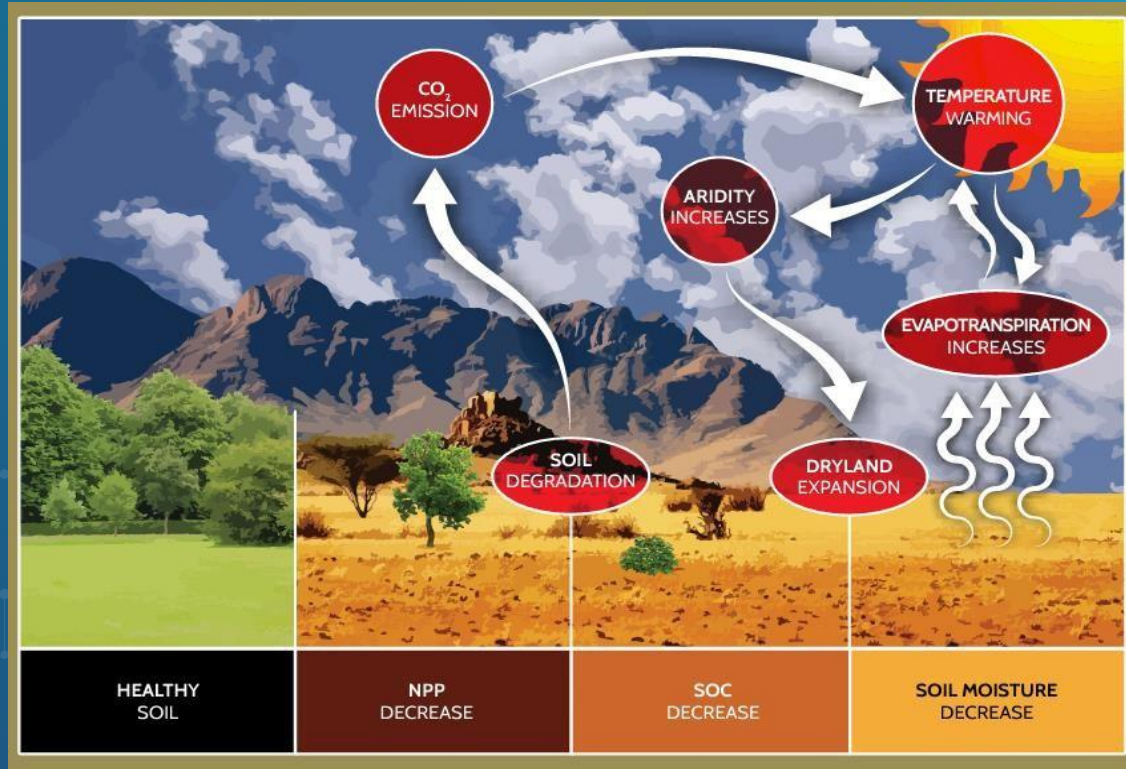 CO₂
EMISSION
TEMPERATURE
WARMING
ARIDITY
INCREASES
EVAPOTRANSPIRATION
INCREASES
SOIL
DEGRADATION
DRYLAND
EXPANSION
HEALTHY
SOIL
NPP
DECREASE
SOC
DECREASE
SOIL MOISTURE
DECREASE